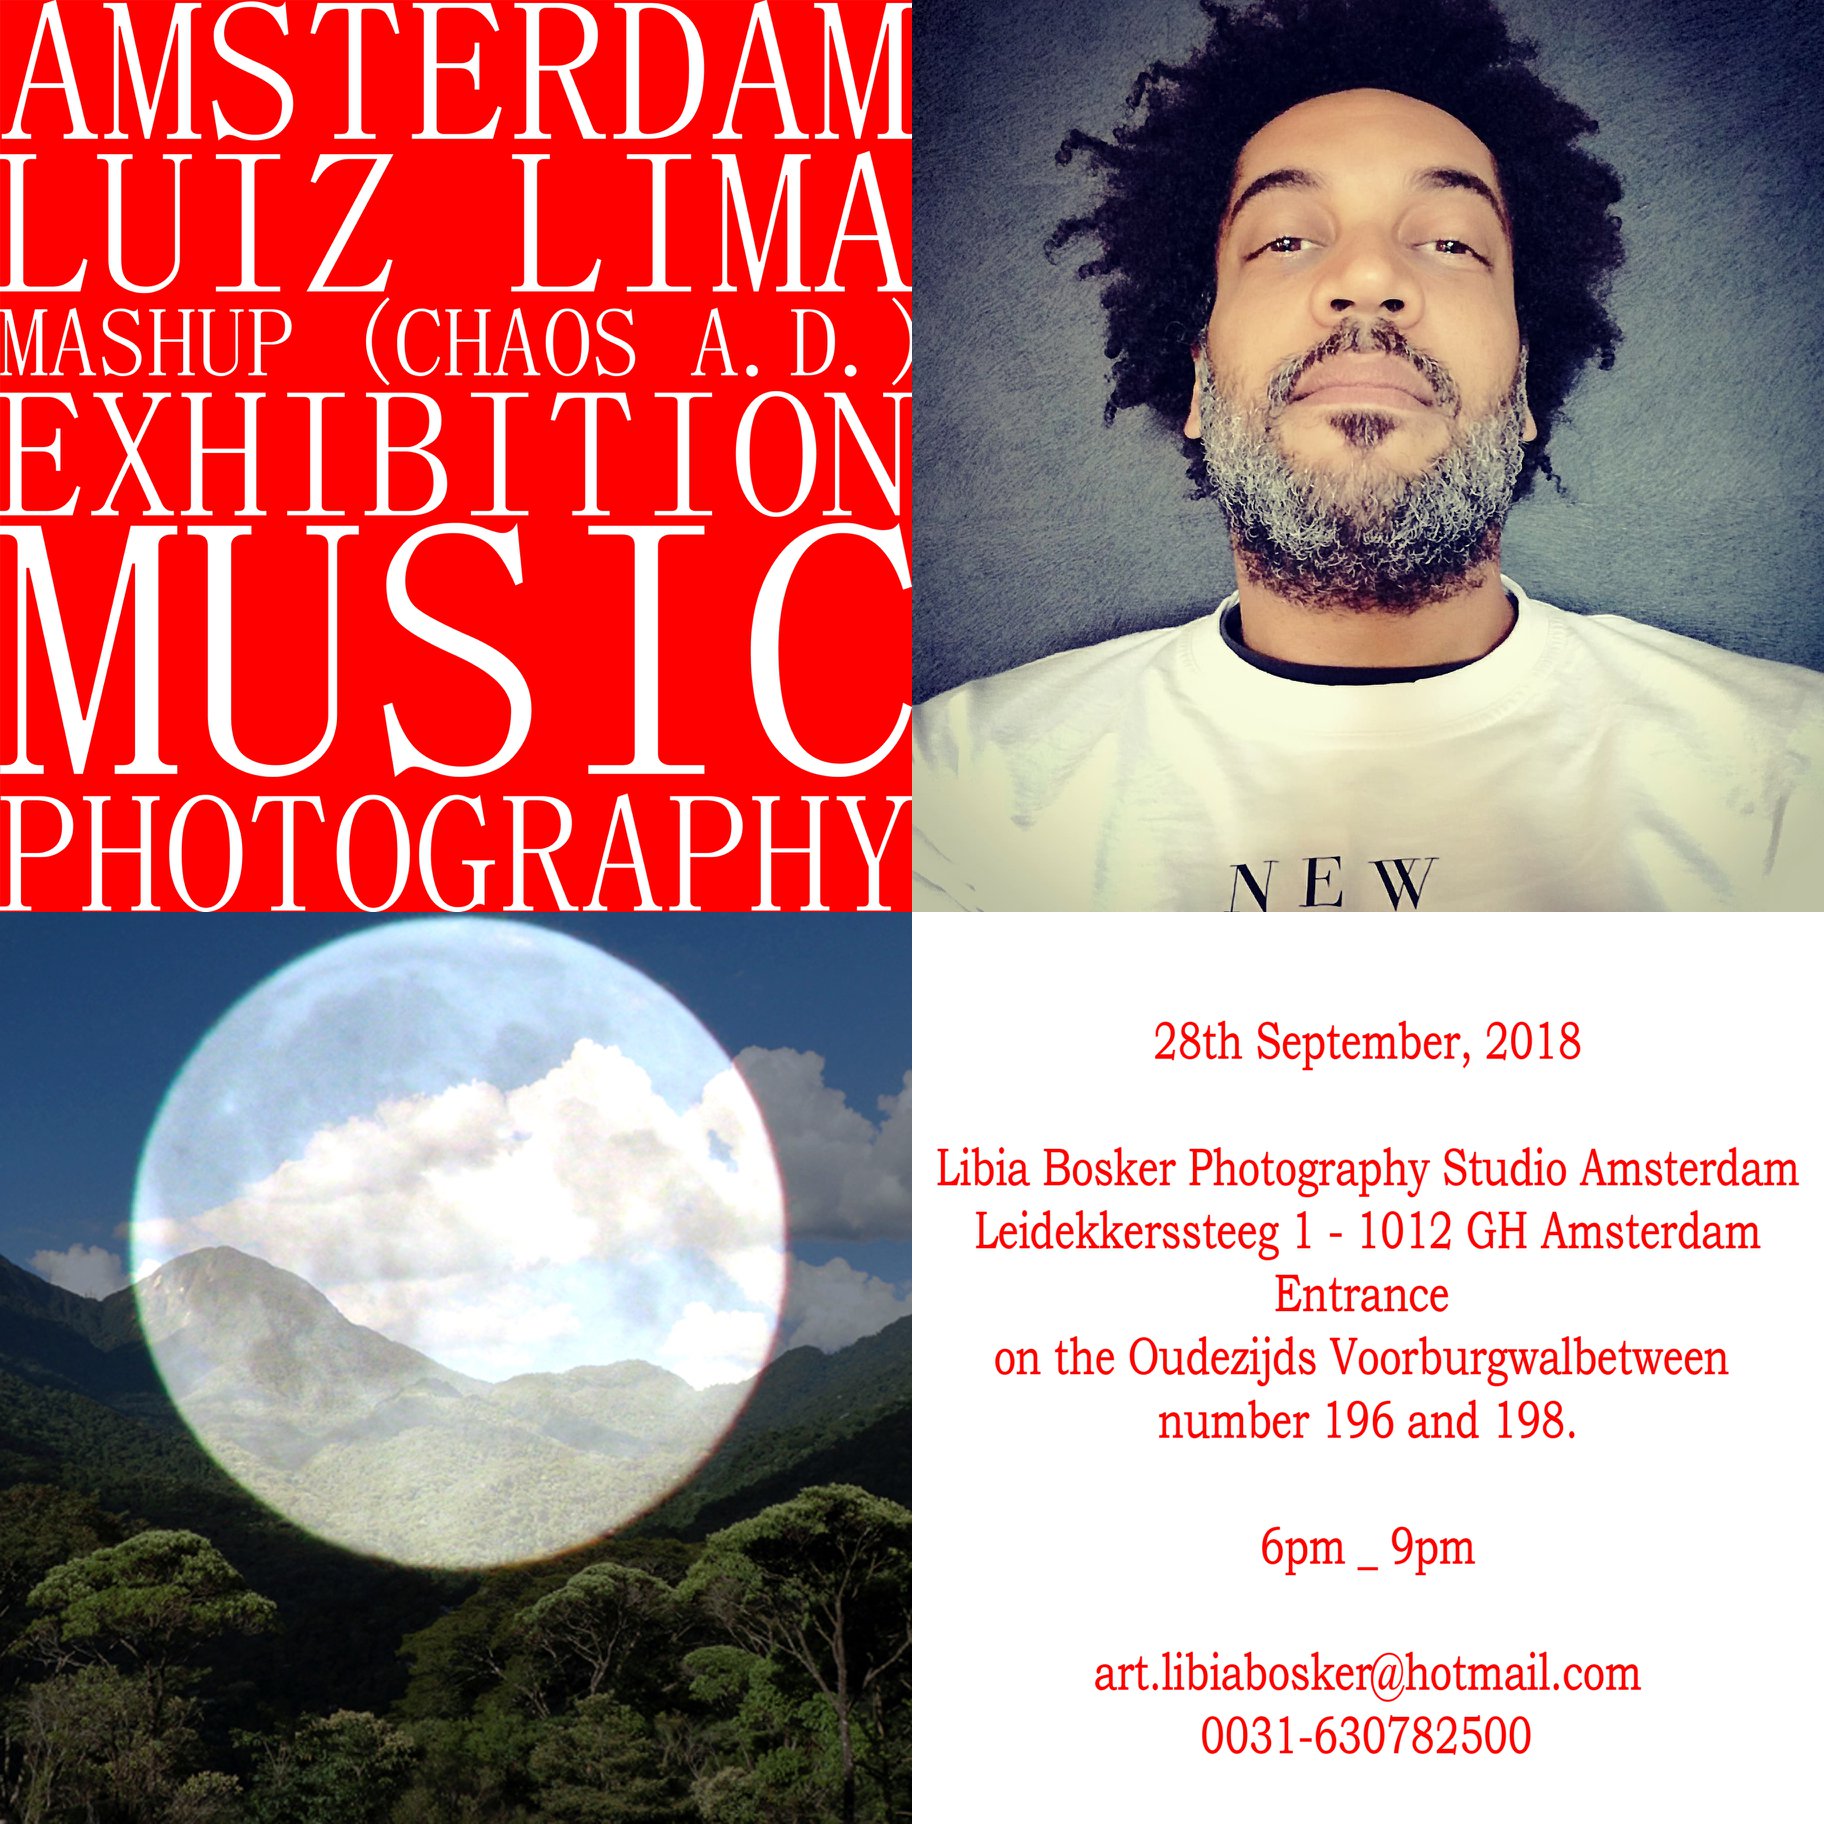 AMSTERDAM
LUIZ LIMA
MASHUP (CHAOS A.D.)
EXHIBITION
MUSIC
PHOTOGRAPHY
NEW
28th September, 2018
Libia Bosker Photography Studio Amsterdam
Leidekkerssteeg 1 - 1012 GH Amsterdam
Entrance
on the Oudezijds Voorburgwalbetween
number 196 and 198.
6pm _ 9pm
art.libiabosker@hotmail.com
0031-630782500